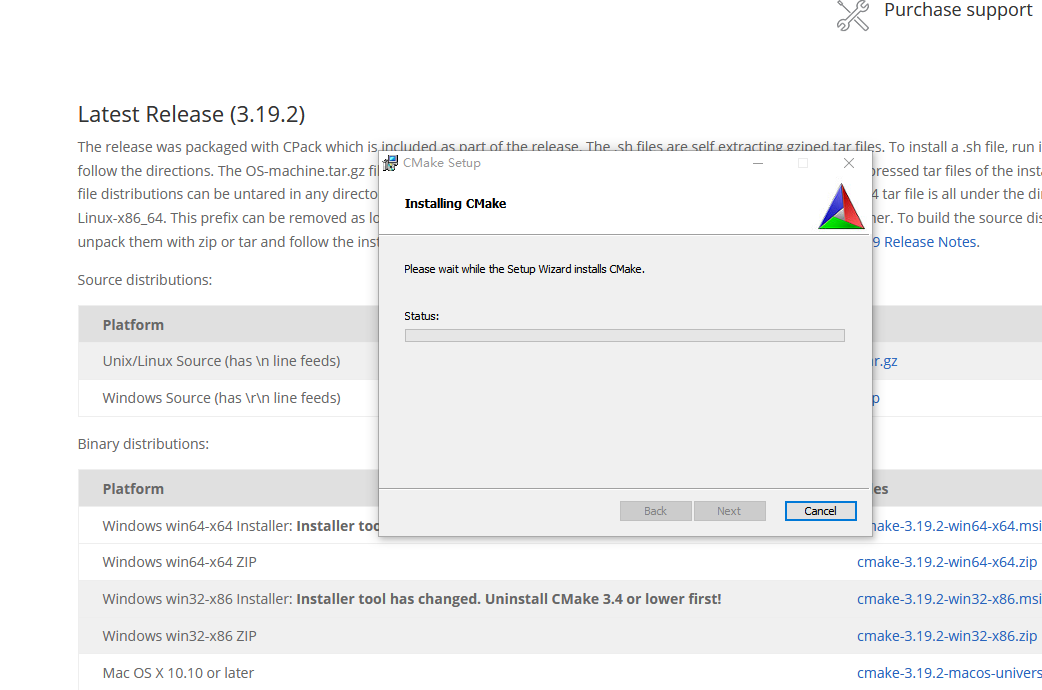 Purchase support
Latest Release (3.19.2)
The release was packaged with CPack which is included as part of the release. The .sh files are self extracting gziped tar files. To install a .sh file, run i
follow the directions. The OS-machine.tar.gz fi
pressed tar files of the insta
file distributions can be untared in any directo
4 tar file is all under the di
Linux-x86_64. This prefix can be removed as lo
her. To build the source dis
unpack them with zip or tar and follow the inst
9 Release Notes.
CMake Setup
Installing CMake
Please wait while the Setup Wizard installs CMake.
Status:
Back
Next
Cancel
Source distributions:
Platform
Unix/Linux Source (has \n line feeds)
ar.gz
Windows Source (has \r\n line feeds)
p
Binary distributions:
Platform
es
Windows win64-x64 Installer: Installer too
make-3.19.2-win64-x64.msi
Windows win64-x64 ZIP
cmake-3.19.2-win64-x64.zip
Windows win32-x86 Installer: Installer tool has changed. Uninstall CMake 3.4 or lower first!
cmake-3.19.2-win32-x86.msi
Windows win32-x86 ZIP
cmake-3.19.2-win32-x86.zip
Mac OS X 10.10 or later
cmake-3.19.2-macos-univers